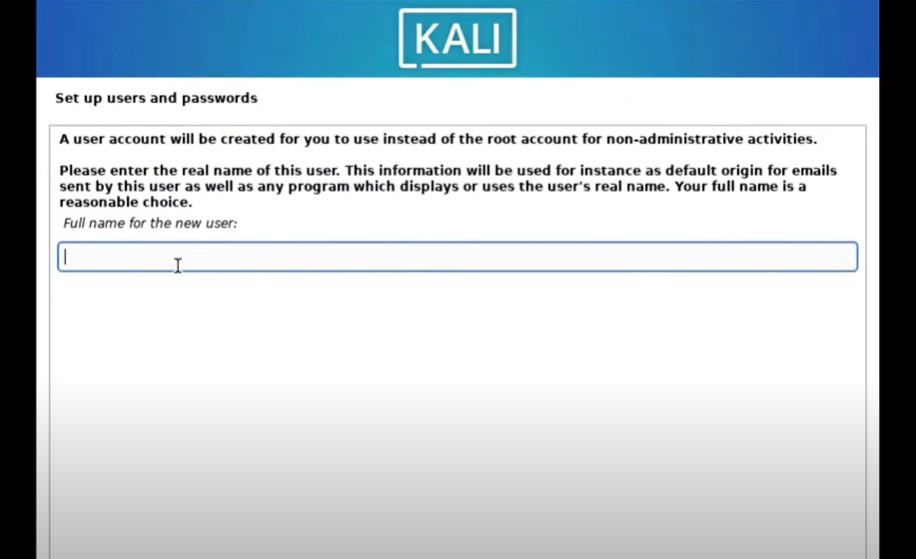 KALI
Set up users and passwords
A user account will be created for you to use instead of the root account for non-administrative activities.
Please enter the real name of this user. This information will be used for instance as default origin for emails
sent by this user as well as any program which displays or uses the user's real name. Your full name is a
reasonable choice.
Full name for the new user: